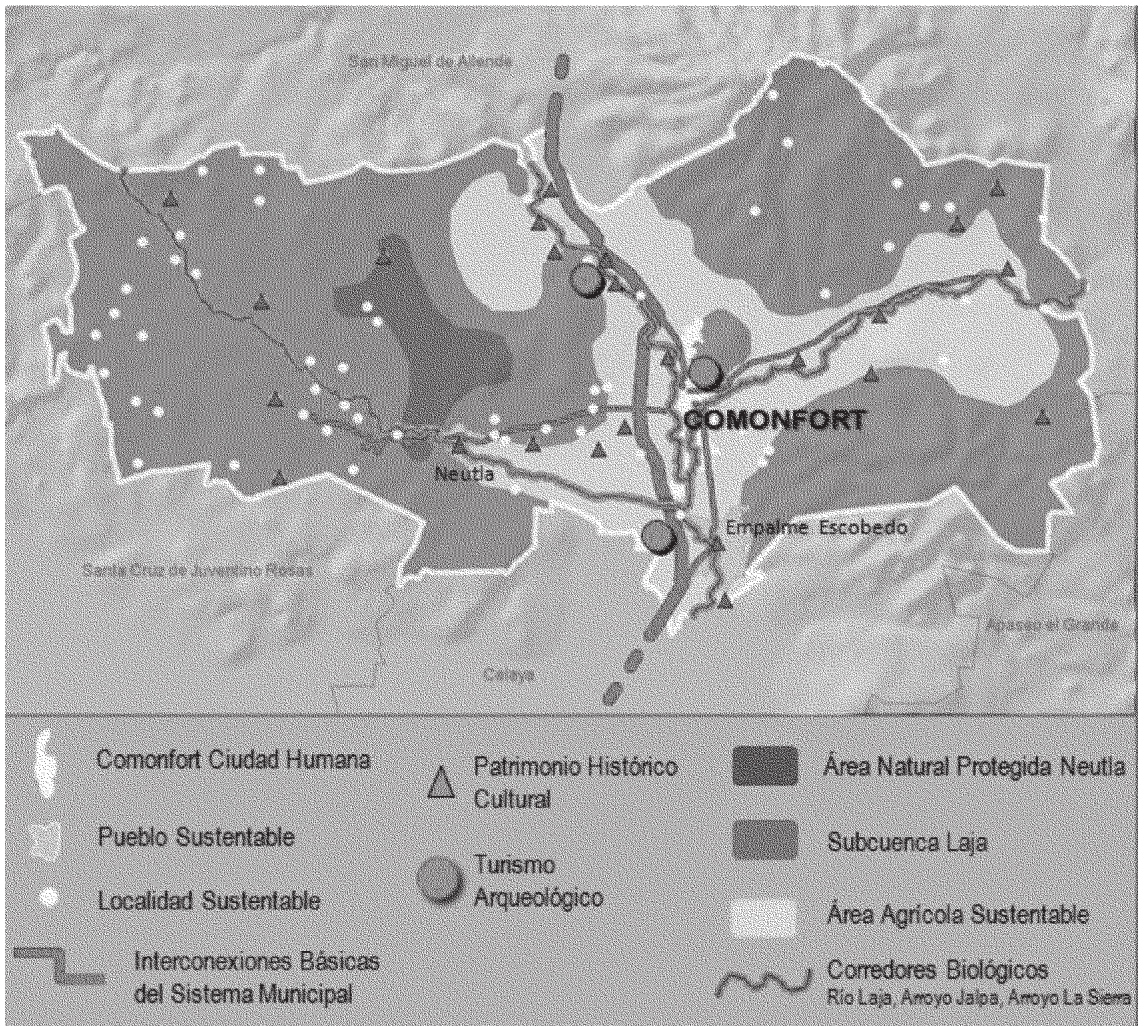 San Miguel de Allende
COMONFORT
Neutla
Empalme Escobedo
Santa Cruz de Juventino Rosas
Apaseo el Grande
Celaya
Comonfort Ciudad Humana
Pueblo Sustentable
Localidad Sustentable
Interconexiones Básicas
del Sistema Municipal
Patrimonio Histórico
Cultural
Turismo
Arqueológico
Área Natural Protegida Neutla
Subcuenca Laja
Área Agrícola Sustentable
Corredores Biológicos
Río Laja, Arroyo Jalpa, Arroyo La Sierra